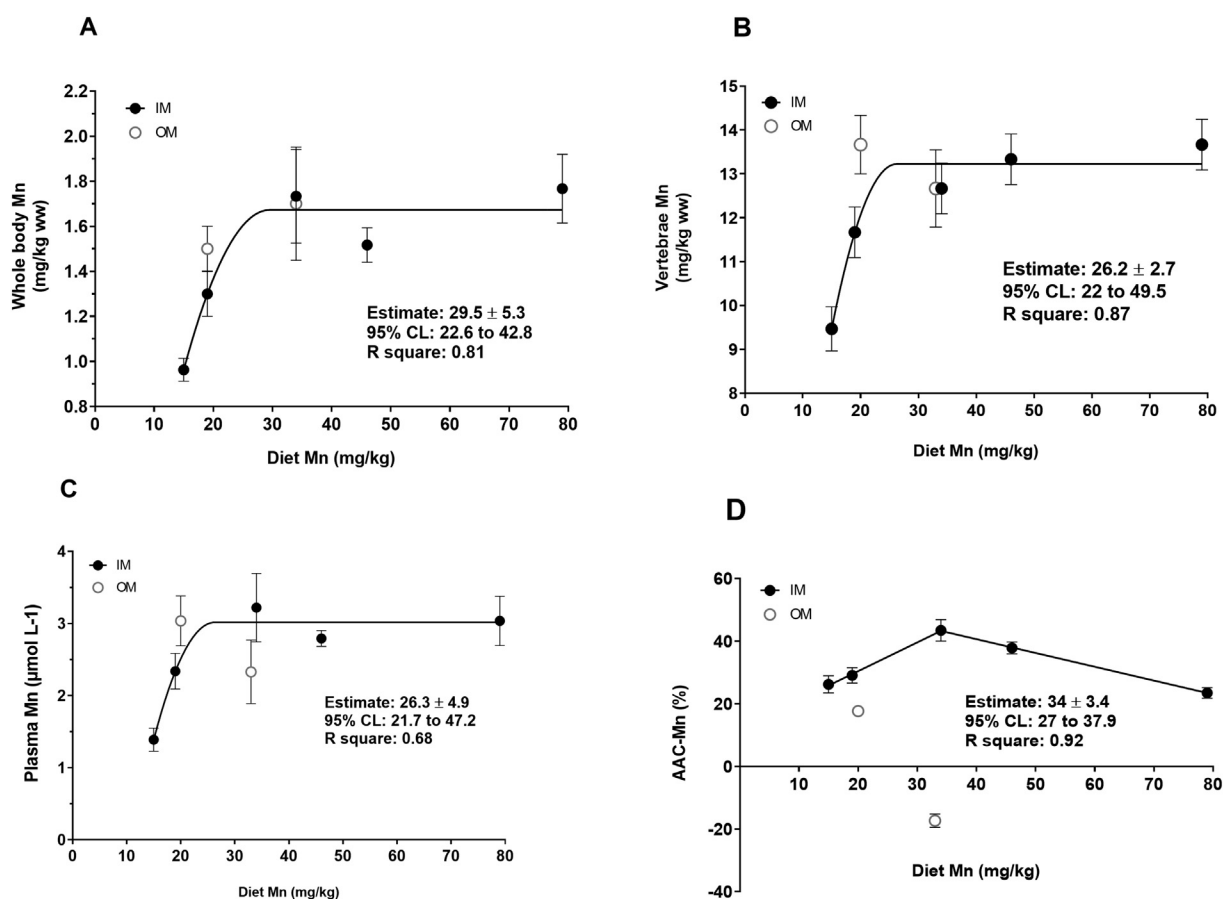 A
2.2
2.0
1.8
1.6
1.4
1.2
1.0
0.8
IM
OM
Whole body Mn
(mg/kg ww)
Estimate: 29.5 ± 5.3
95% CL: 22.6 to 42.8
R square: 0.81
0 10 20 30 40 50 60 70 80
Diet Mn (mg/kg)
B
15
14
13
12
11
10
9
8
IM
OM
Vertebrae Mn
(mg/kg ww)
Estimate: 26.2 ± 2.7
95% CL: 22 to 49.5
R square: 0.87
0 10 20 30 40 50 60 70 80
Diet Mn (mg/kg)
C
4
3
2
1
0
IM
OM
Plasma Mn (µmol L-1)
Estimate: 26.3 ± 4.9
95% CL: 21.7 to 47.2
R square: 0.68
0 10 20 30 40 50 60 70 80
Diet Mn (mg/kg)
D
60
40
20
0
-20
-40
IM
OM
AAC-Mn (%)
Estimate: 34 ± 3.4
95% CL: 27 to 37.9
R square: 0.92
10 20 30 40 50 60 70 80
Diet Mn (mg/kg)